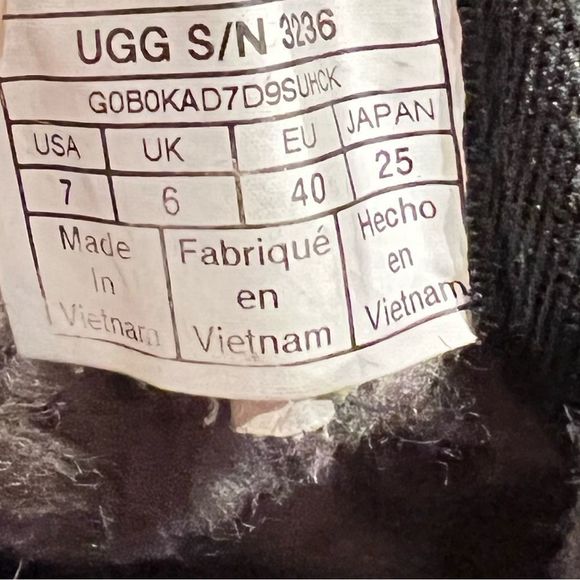 UGG S/N 3236
G0B0KAD7D9SUHCK
USA UK EU JAPAN
7 6 40 25
Made In Vietnam
Fabriqué en Vietnam
Hecho en Vietnam